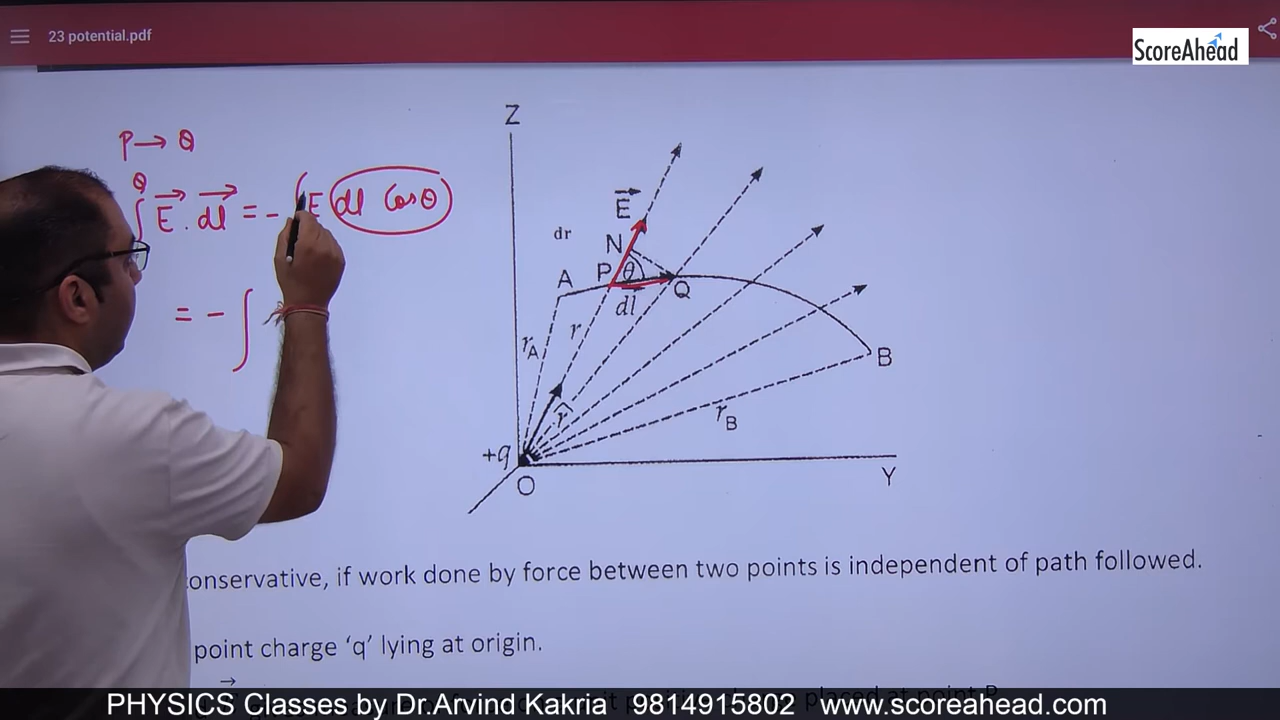 23 potential.pdf
ScoreAhead
P → Q
Q
∫ E . dl = - ∫ E dl Cos θ
= - ∫
Z
E
dr
N
A
P
θ
Q
dl
r
rA
B
r̂
rB
+q
O
Y
onservative, if work done by force between two points is independent of path followed.
point charge ‘q’ lying at origin.
PHYSICS Classes by Dr.Arvind Kakria 9814915802 www.scoreahead.com